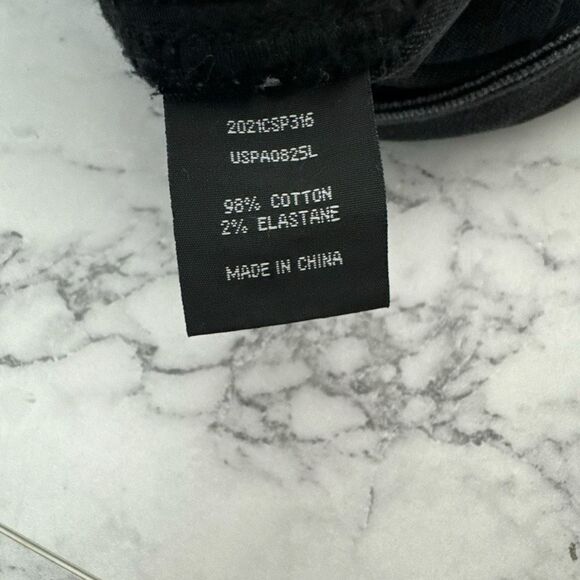 2021CSP316
USPA0825L
98% COTTON
2% ELASTANE
MADE IN CHINA